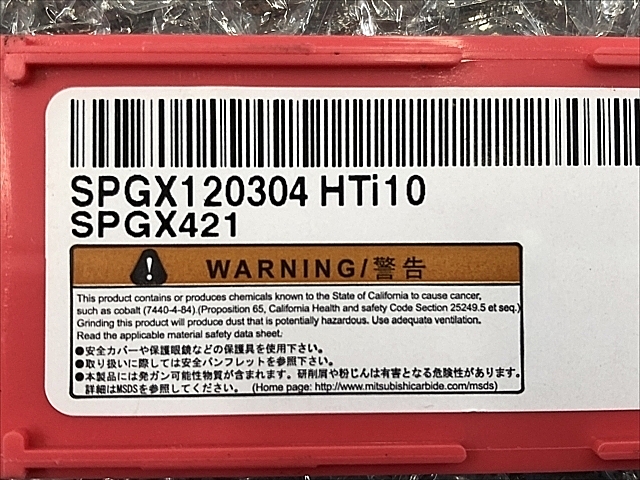 SPGX120304 HTi10
SPGX421
WARNING/警告
This product contains or produces chemicals known to the State of California to cause cancer,
such as cobalt (7440-4-84).(Proposition 65, California Health and safety Code Section 25249.5 et seq.)
Grinding this product will produce dust that is potentially hazardous. Use adequate ventilation.
Read the applicable material safety data sheet.
●安全カバーや保護眼鏡などの保護具を使用下さい。
●取り扱いに際しては安全パンフレットを参照下さい。
●本製品には発ガン可能性物質が含まれます。研削屑や粉じんは有害となる危険性があります。
詳細はMSDSを参照してください。 (Home page: http://www.mitsubishicarbide.com/msds)